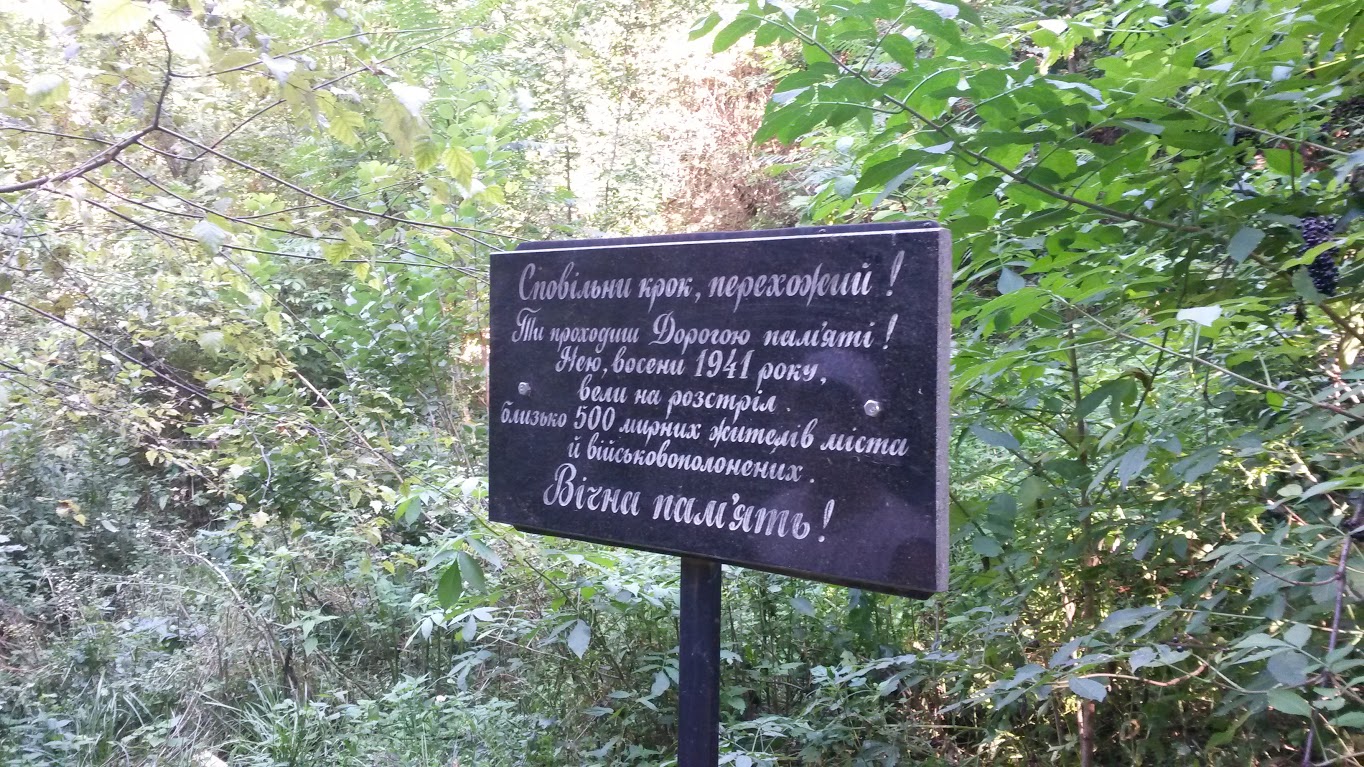 Сповільни крок, перехожий!
Ти проходиш Дорогою пам'яті!
Нею, восени 1941 року,
вели на розстріл
близько 500 мирних жителів міста
й військовополонених.
Вічна пам'ять!